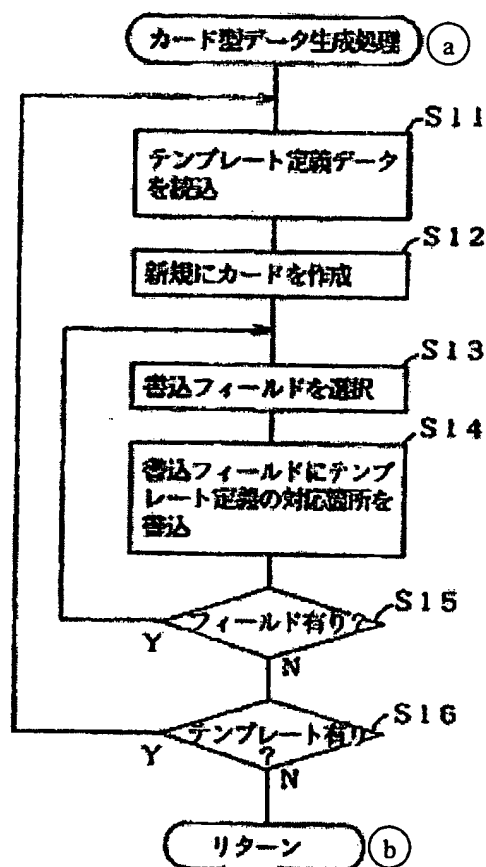 カード型データ生成処理 a
S11
テンプレート定義データ
を読込
S12
新規にカードを作成
S13
書込フィールドを選択
S14
書込フィールドにテンプ
レート定義の対応箇所を
書込
フィールド有り? S15
Y
N
テンプレート有り S16
?
Y
N
リターン b